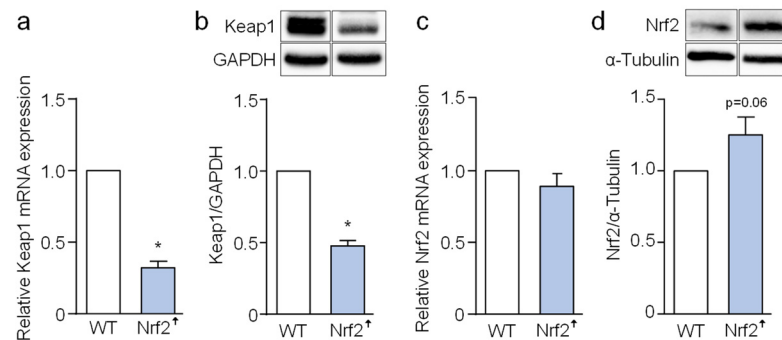 a
Relative Keap1 mRNA expression
1.5
1.0
0.5
0
*
WT
Nrf2↑
b
Keap1
GAPDH
Keap1/GAPDH
1.5
1.0
0.5
0
*
WT
Nrf2↑
c
Relative Nrf2 mRNA expression
1.5
1.0
0.5
0
WT
Nrf2↑
d
Nrf2
α-Tubulin
Nrf2/α-Tubulin
1.5
1.0
0.5
0
p=0.06
WT
Nrf2↑